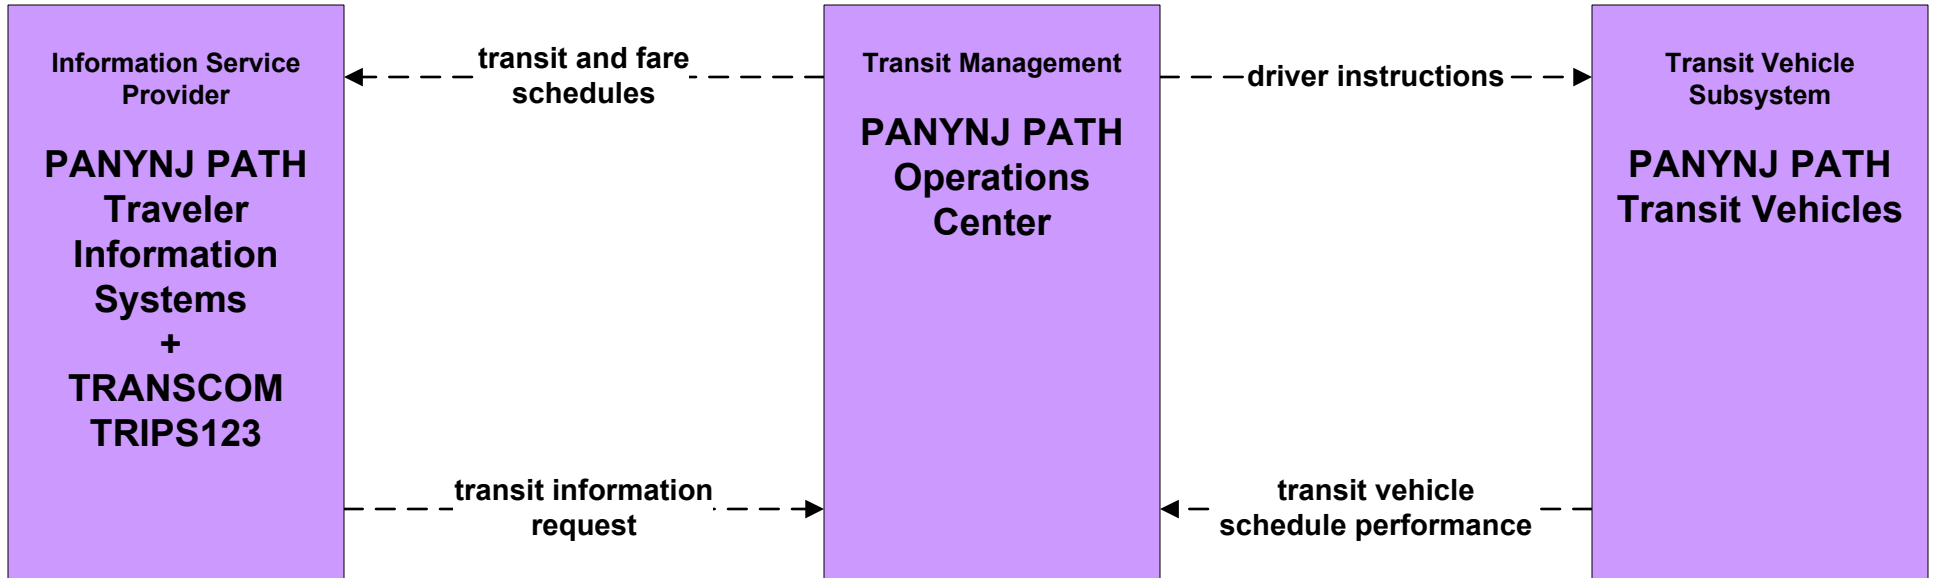 Information Service
Provider
PANYNJ PATH
Traveler
Information
Systems
+
TRANSCOM
TRIPS123
transit and fare
schedules
transit information
request
Transit Management
PANYNJ PATH
Operations
Center
driver instructions
transit vehicle
schedule performance
Transit Vehicle
Subsystem
PANYNJ PATH
Transit Vehicles